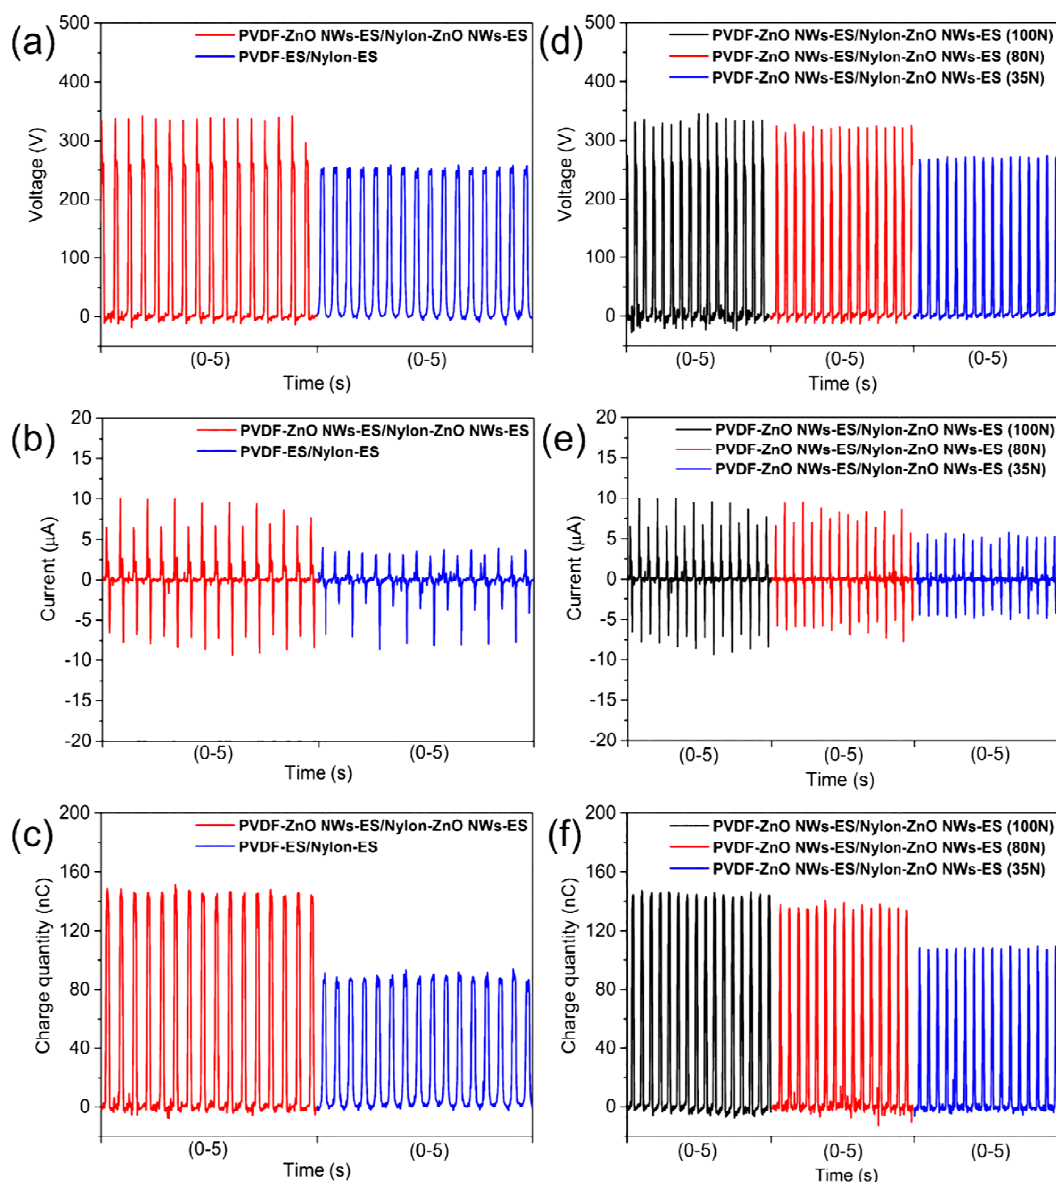 (a)
500
400
300
200
100
0
Voltage (V)
PVDF-ZnO NWs-ES/Nylon-ZnO NWs-ES
PVDF-ES/Nylon-ES
(0-5) (0-5)
Time (s)
(d)
500
400
300
200
100
0
Voltage (V)
PVDF-ZnO NWs-ES/Nylon-ZnO NWs-ES (100N)
PVDF-ZnO NWs-ES/Nylon-ZnO NWs-ES (80N)
PVDF-ZnO NWs-ES/Nylon-ZnO NWs-ES (35N)
(0-5) (0-5) (0-5)
Time (s)
(b)
20
15
10
5
0
-5
-10
-15
-20
Current (μA)
PVDF-ZnO NWs-ES/Nylon-ZnO NWs-ES
PVDF-ES/Nylon-ES
(0-5) (0-5)
Time (s)
(e)
20
15
10
5
0
-5
-10
-15
-20
Current (μA)
PVDF-ZnO NWs-ES/Nylon-ZnO NWs-ES (100N)
PVDF-ZnO NWs-ES/Nylon-ZnO NWs-ES (80N)
PVDF-ZnO NWs-ES/Nylon-ZnO NWs-ES (35N)
(0-5) (0-5) (0-5)
Time (s)
(c)
200
160
120
80
40
0
Charge quantity (nC)
PVDF-ZnO NWs-ES/Nylon-ZnO NWs-ES
PVDF-ES/Nylon-ES
(0-5) (0-5)
Time (s)
(f)
200
160
120
80
40
0
Charge quantity (nC)
PVDF-ZnO NWs-ES/Nylon-ZnO NWs-ES (100N)
PVDF-ZnO NWs-ES/Nylon-ZnO NWs-ES (80N)
PVDF-ZnO NWs-ES/Nylon-ZnO NWs-ES (35N)
(0-5) (0-5) (0-5)
Time (s)